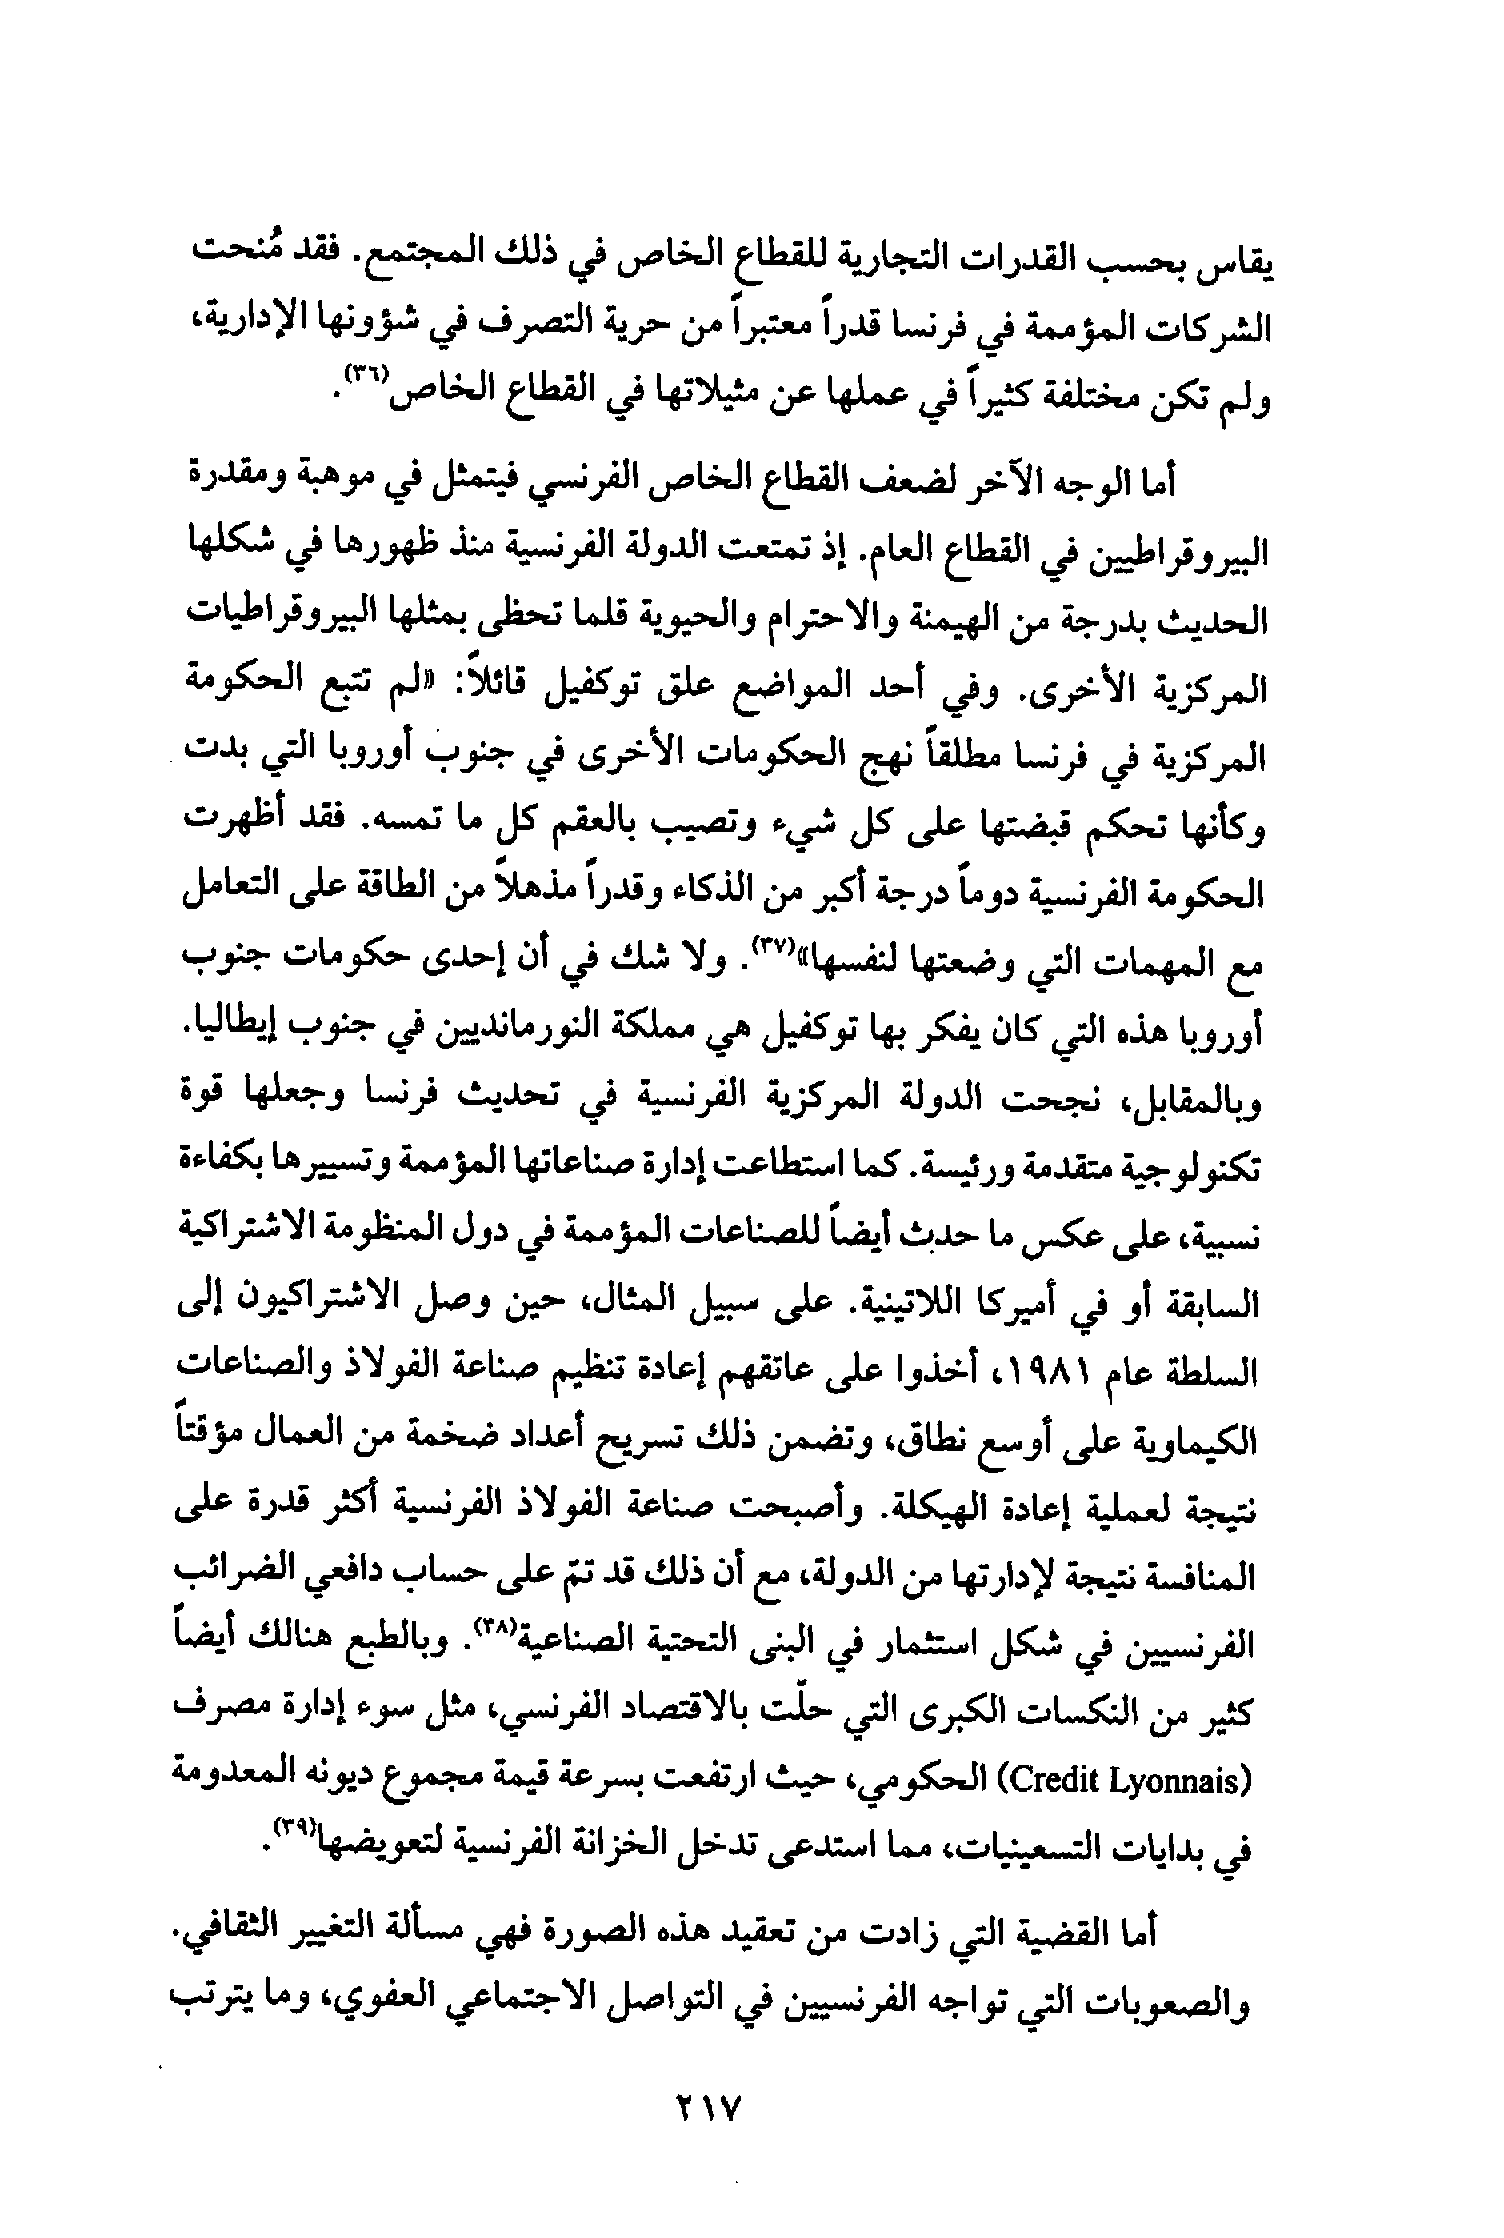 يقاس بحسب القدرات التجارية للقطاع الخاص في ذلك المجتمع. فقد مُنحت
الشركات المؤممة في فرنسا قدراً معتبراً من حرية التصرف في شؤونها الإدارية،
ولم تكن مختلفة كثيراً في عملها عن مثيلاتها في القطاع الخاص(٣٦).
أما الوجه الآخر لضعف القطاع الخاص الفرنسي فيتمثل في موهبة ومقدرة
البيروقراطيين في القطاع العام. إذ تمتعت الدولة الفرنسية منذ ظهورها في شكلها
الحديث بدرجة من الهيمنة والاحترام والحيوية قلما تحظى بمثلها البيروقراطيات
المركزية الأخرى. وفي أحد المواضع علق توكفيل قائلاً: «لم تتبع الحكومة
المركزية في فرنسا مطلقاً نهج الحكومات الأخرى في جنوب أوروبا التي بدت
وكأنها تحكم قبضتها على كل شيء وتصيب بالعقم كل ما تمسه. فقد أظهرت
الحكومة الفرنسية دوماً درجة أكبر من الذكاء وقدراً مذهلاً من الطاقة على التعامل
مع المهمات التي وضعتها لنفسها»(٣٧). ولا شك في أن إحدى حكومات جنوب
أوروبا هذه التي كان يفكر بها توكفيل هي مملكة النورمانديين في جنوب إيطاليا.
وبالمقابل، نجحت الدولة المركزية الفرنسية في تحديث فرنسا وجعلها قوة
تكنولوجية متقدمة ورئيسة. كما استطاعت إدارة صناعاتها المؤممة وتسييرها بكفاءة
نسبية، على عكس ما حدث أيضاً للصناعات المؤممة في دول المنظومة الاشتراكية
السابقة أو في أميركا اللاتينية. على سبيل المثال، حين وصل الاشتراكيون إلى
السلطة عام ١٩٨١، أخذوا على عاتقهم إعادة تنظيم صناعة الفولاذ والصناعات
الكيماوية على أوسع نطاق، وتضمن ذلك تسريح أعداد ضخمة من العمال مؤقتاً
نتيجة لعملية إعادة الهيكلة. وأصبحت صناعة الفولاذ الفرنسية أكثر قدرة على
المنافسة نتيجة لإدارتها من الدولة، مع أن ذلك قد تمّ على حساب دافعي الضرائب
الفرنسيين في شكل استثمار في البنى التحتية الصناعية(٣٨). وبالطبع هنالك أيضاً
كثير من النكسات الكبرى التي حلّت بالاقتصاد الفرنسي، مثل سوء إدارة مصرف
(Credit Lyonnais) الحكومي، حيث ارتفعت بسرعة قيمة مجموع ديونه المعدومة
في بدايات التسعينيات، مما استدعى تدخل الخزانة الفرنسية لتعويضها(٣٩).
أما القضية التي زادت من تعقيد هذه الصورة فهي مسألة التغيير الثقافي.
والصعوبات التي تواجه الفرنسيين في التواصل الاجتماعي العفوي، وما يترتب
٢١٧